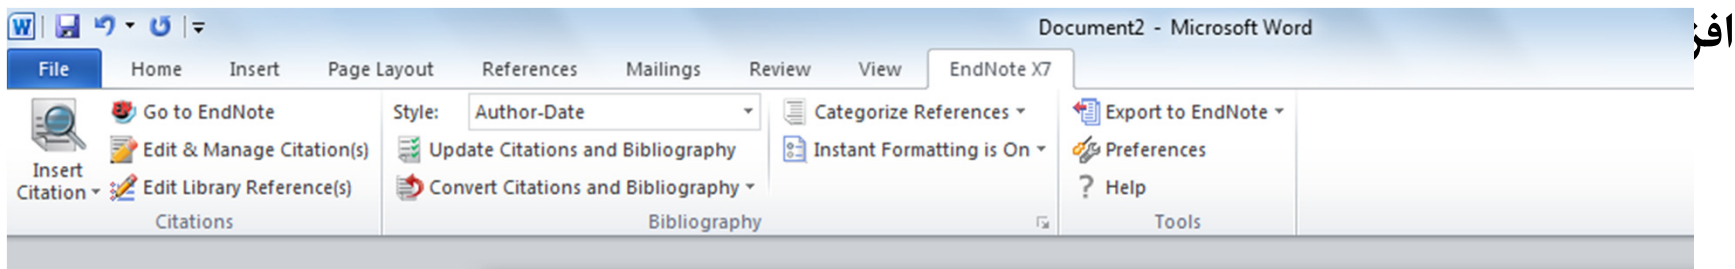 Document2 - Microsoft Word
File Home Insert Page Layout References Mailings Review View EndNote X7
Go to EndNote
Edit & Manage Citation(s)
Edit Library Reference(s)
Insert
Citation
Citations
Style: Author-Date
Update Citations and Bibliography
Convert Citations and Bibliography
Categorize References
Instant Formatting is On
Bibliography
Export to EndNote
Preferences
? Help
Tools